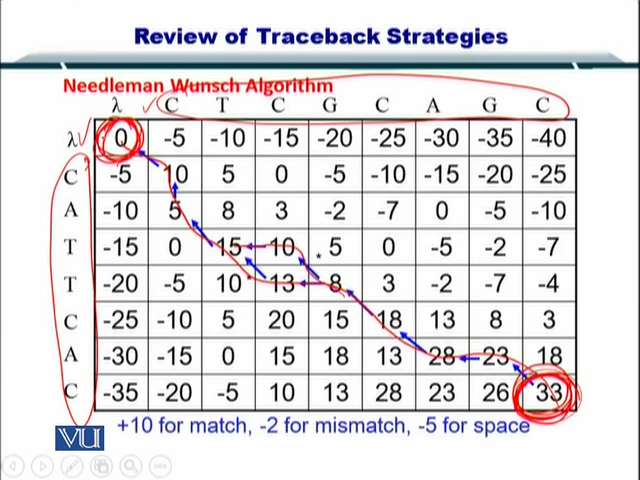 Review of Traceback Strategies
Needleman Wunsch Algorithm
λ C T C G C A G C
λ 0 -5 -10 -15 -20 -25 -30 -35 -40
C -5 10 5 0 -5 -10 -15 -20 -25
A -10 5 8 3 -2 -7 0 -5 -10
T -15 0 15 10 * 5 0 -5 -2 -7
T -20 -5 10 * 13 8 3 -2 -7 -4
C -25 -10 5 20 15 18 13 8 3
A -30 -15 0 15 18 13 28 23 18
C -35 -20 -5 10 13 28 23 26 33
+10 for match, -2 for mismatch, -5 for space
VU